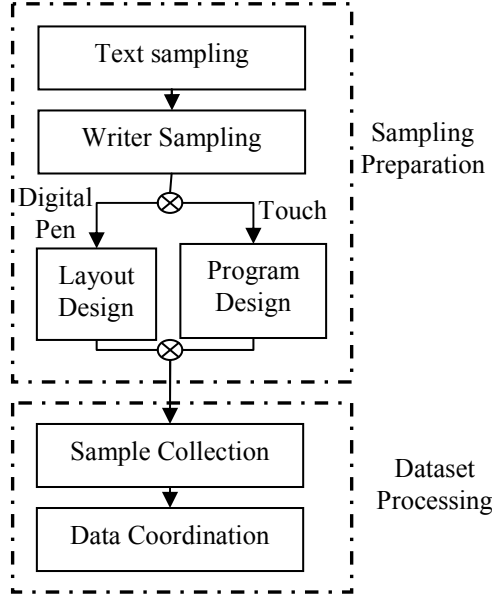 Text sampling
Writer Sampling
Sampling
Preparation
Digital
Pen
Touch
Layout
Design
Program
Design
Sample Collection
Data Coordination
Dataset
Processing